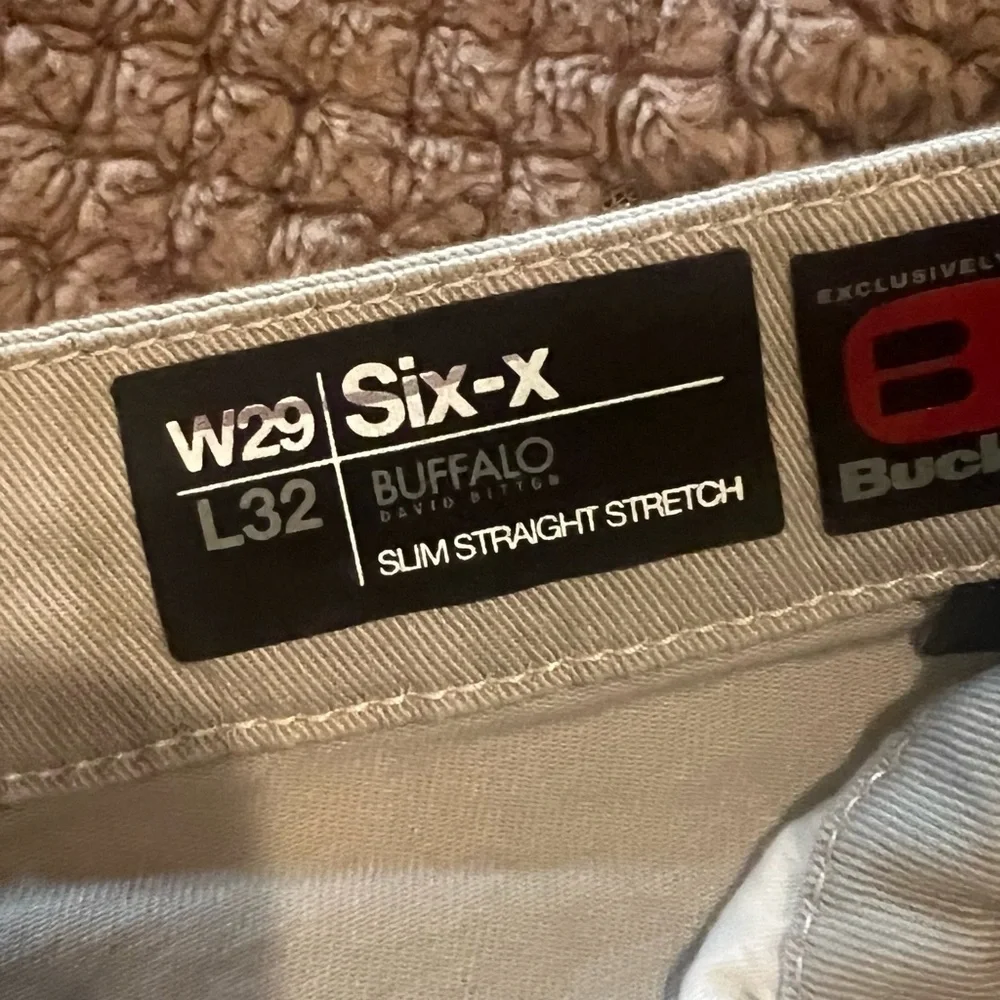 W29 Six-x
L32 BUFFALO
DAVID BITTON
SLIM STRAIGHT STRETCH
EXCLUSIVELY
B
Buck